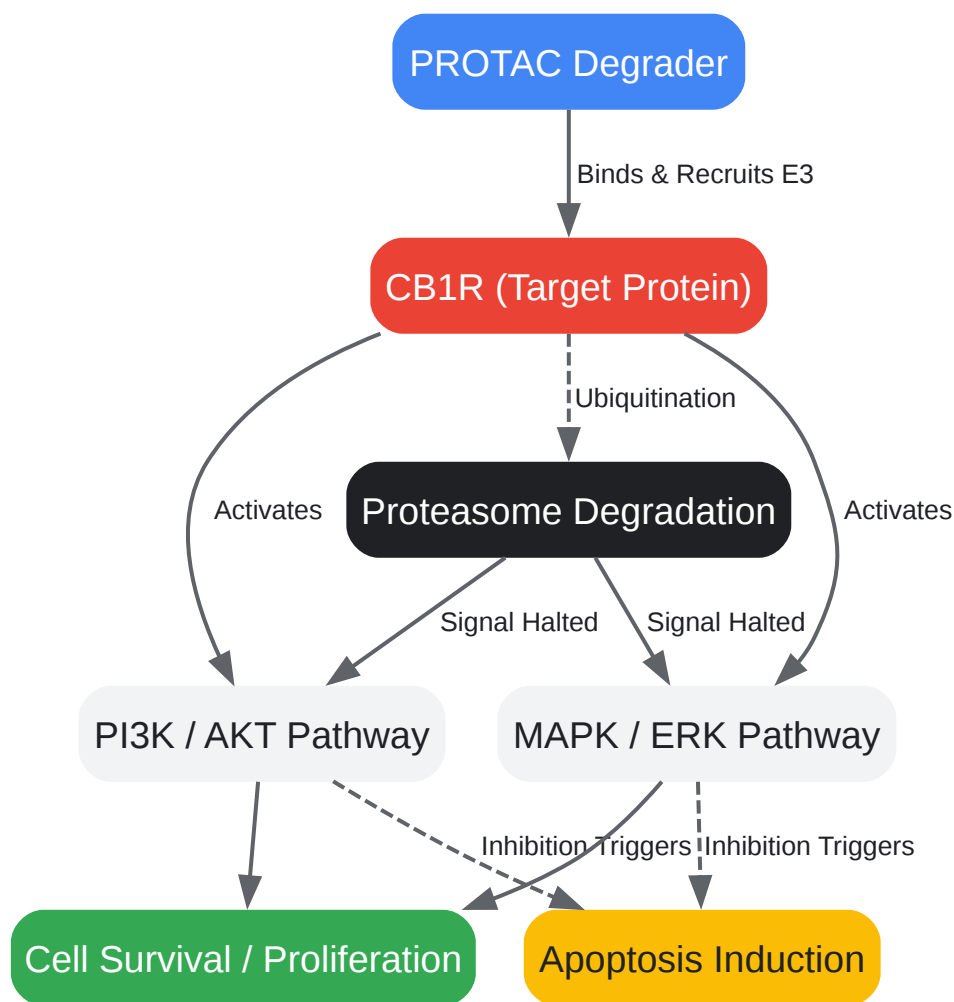 PROTAC Degrader
Binds & Recruits E3
CB1R (Target Protein)
Ubiquitination
Activates
Proteasome Degradation
Activates
Signal Halted
Signal Halted
PI3K / AKT Pathway
MAPK / ERK Pathway
Inhibition Triggers
Inhibition Triggers
Cell Survival / Proliferation
Apoptosis Induction